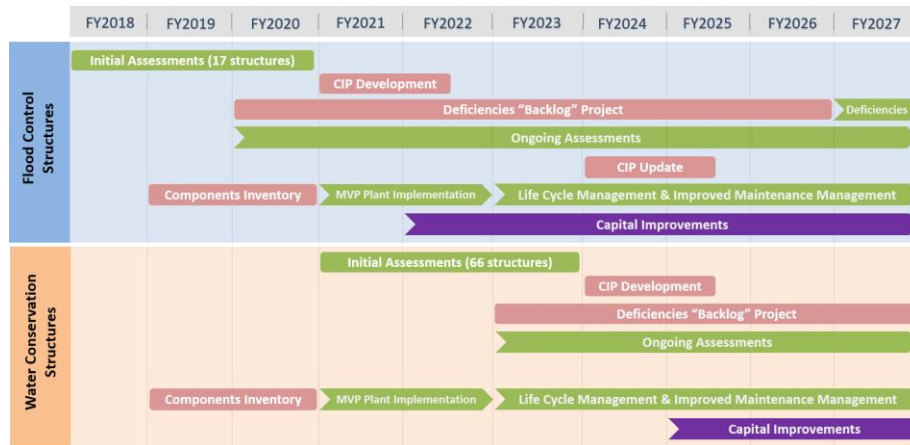 FY2018 FY2019 FY2020 FY2021 FY2022 FY2023 FY2024 FY2025 FY2026 FY2027
Flood Control
Structures
Initial Assessments (17 structures)
CIP Development
Deficiencies “Backlog” Project
Deficiencies
Ongoing Assessments
CIP Update
Components Inventory
MVP Plant Implementation
Life Cycle Management & Improved Maintenance Management
Capital Improvements
Water Conservation
Structures
Initial Assessments (66 structures)
CIP Development
Deficiencies “Backlog” Project
Ongoing Assessments
Components Inventory
MVP Plant Implementation
Life Cycle Management & Improved Maintenance Management
Capital Improvements